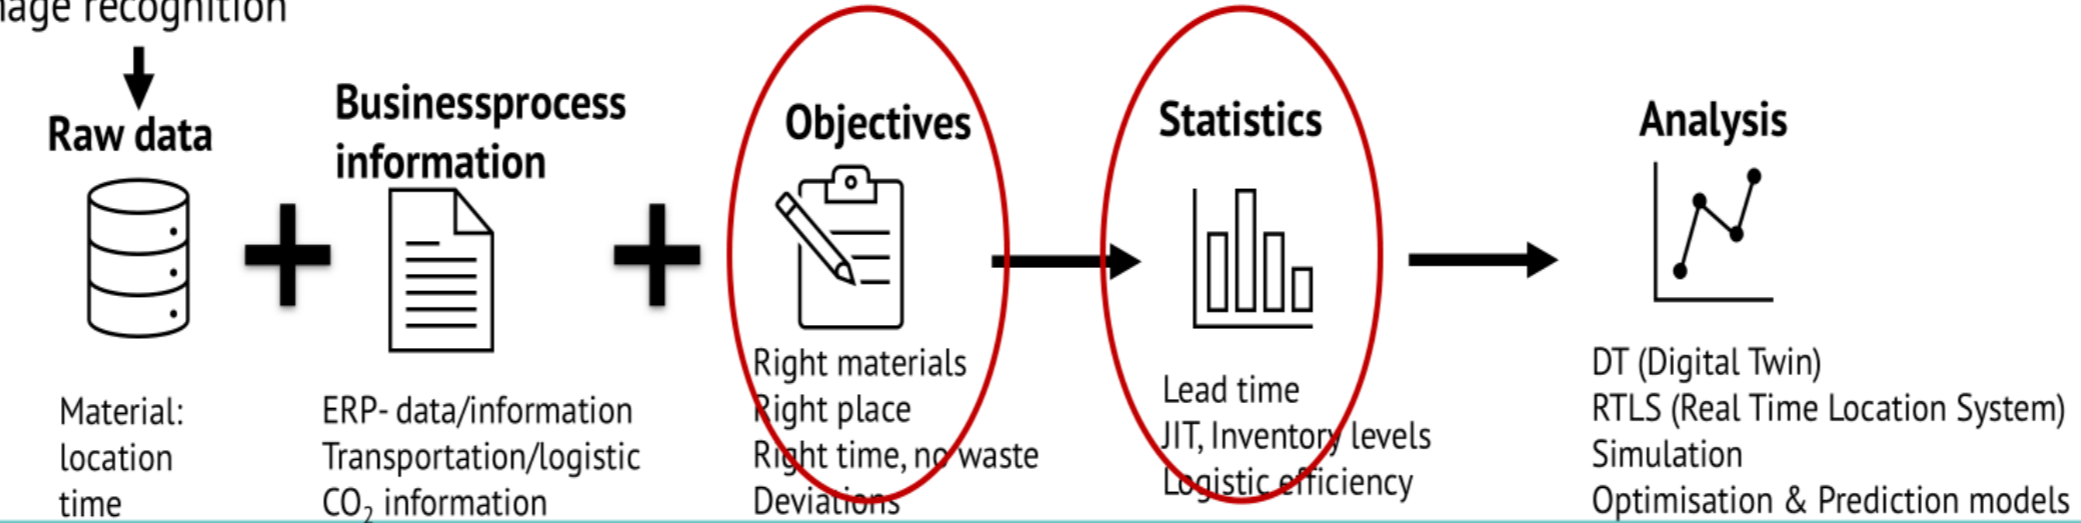 recognition
Raw data
Material:
location
time
Businessprocess
information
ERP- data/information
Transportation/logistic
CO₂ information
Objectives
Right materials
Right place
Right time, no waste
Deviations
Statistics
Lead time
JIT, Inventory levels
Logistic efficiency
Analysis
DT (Digital Twin)
RTLS (Real Time Location System)
Simulation
Optimisation & Prediction models